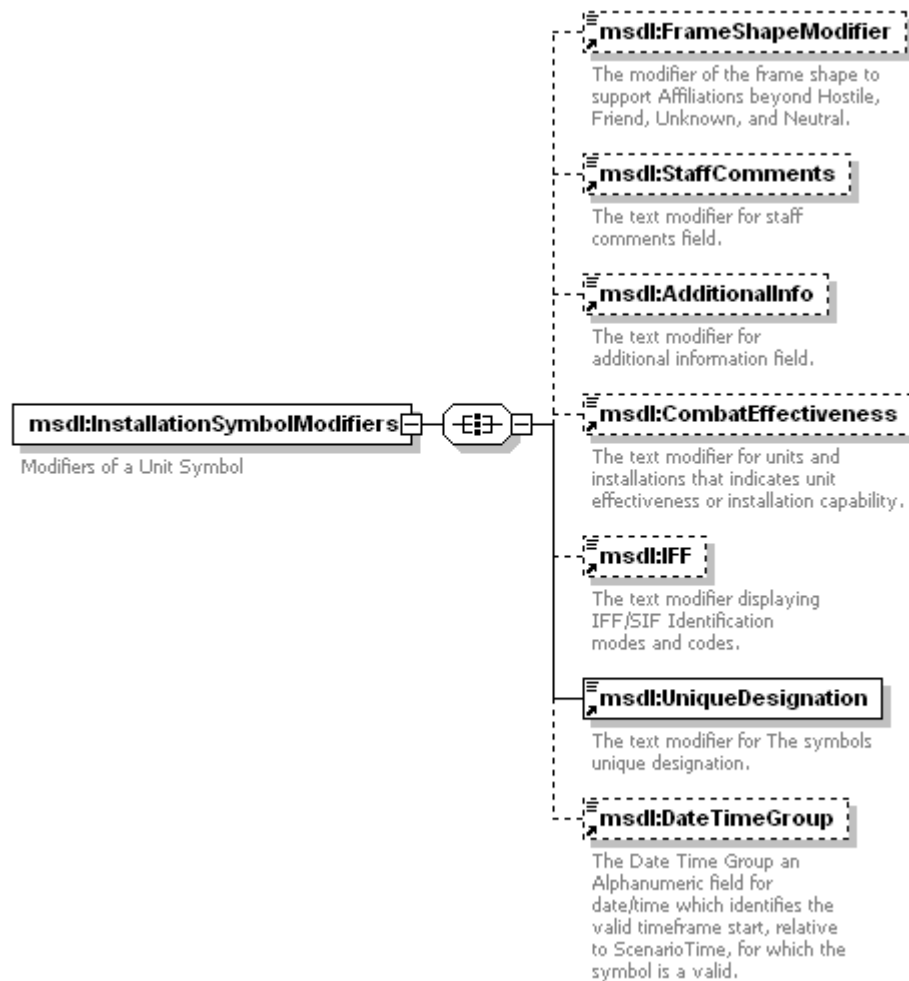 msdl:FrameShapeModifier
The modifier of the frame shape to
support Affiliations beyond Hostile,
Friend, Unknown, and Neutral.
msdl:StaffComments
The text modifier for staff
comments field.
msdl:AdditionalInfo
The text modifier for
additional information field.
msdl:InstallationSymbolModifiers
Modifiers of a Unit Symbol
msdl:CombatEffectiveness
The text modifier for units and
installations that indicates unit
effectiveness or installation capability.
msdl:IFF
The text modifier displaying
IFF/SIF Identification
modes and codes.
msdl:UniqueDesignation
The text modifier for The symbols
unique designation.
msdl:DateTimeGroup
The Date Time Group an
Alphanumeric field for
date/time which identifies the
valid timeframe start, relative
to ScenarioTime, for which the
symbol is a valid.